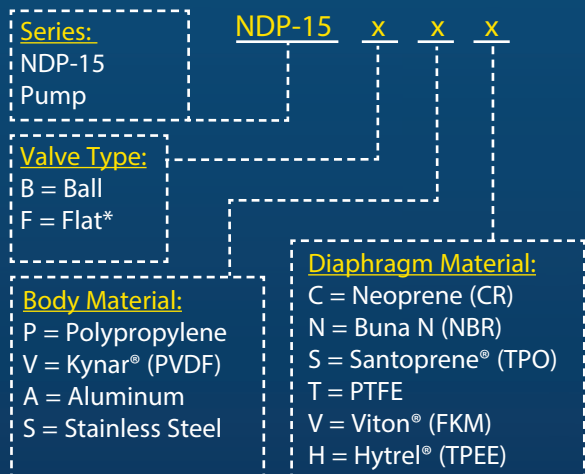 NDP-15 x x x
Series:
NDP-15
Pump
Valve Type:
B = Ball
F = Flat*
Body Material:
P = Polypropylene
V = Kynar® (PVDF)
A = Aluminum
S = Stainless Steel
Diaphragm Material:
C = Neoprene (CR)
N = Buna N (NBR)
S = Santoprene® (TPO)
T = PTFE
V = Viton® (FKM)
H = Hytrel® (TPEE)